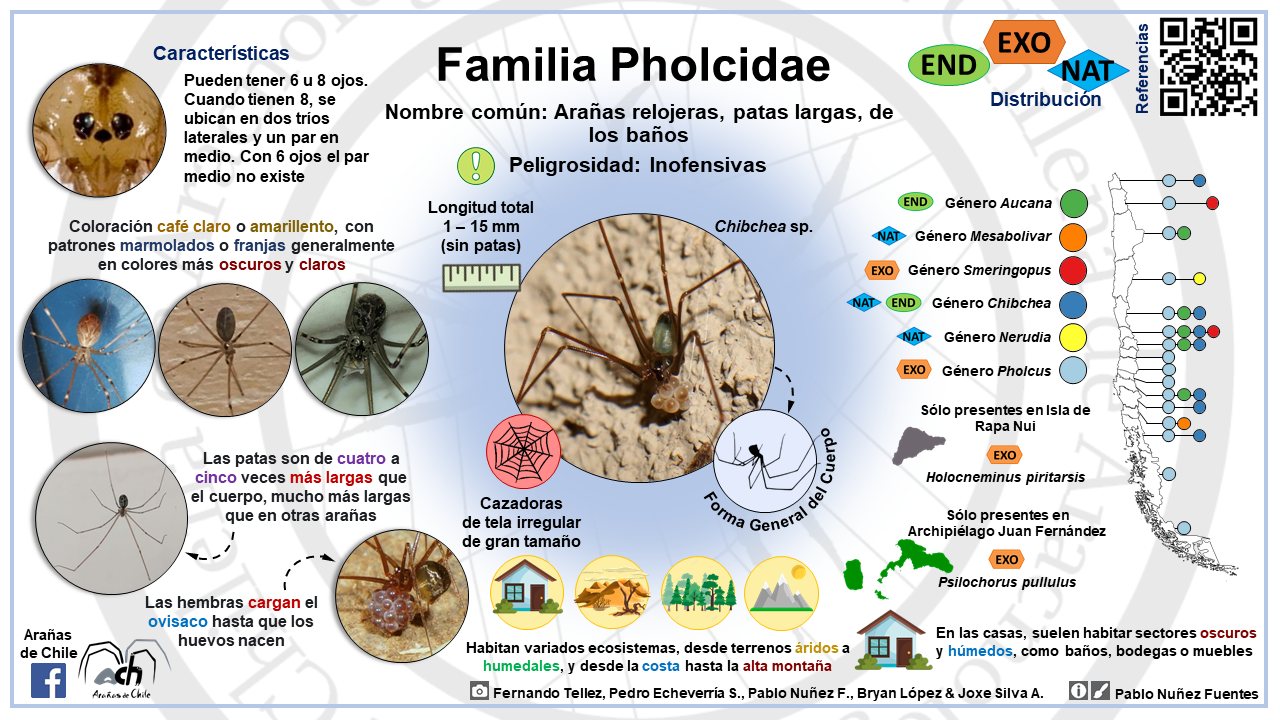 Familia Pholcidae
Nombre común: Arañas relojeras, patas largas, de
los baños
Peligrosidad: Inofensivas
Características
Pueden tener 6 u 8 ojos.
Cuando tienen 8, se
ubican en dos tríos
laterales y un par en
medio. Con 6 ojos el par
medio no existe
Coloración café claro o amarillento, con
patrones marmolados o franjas generalmente
en colores más oscuros y claros
Las patas son de cuatro a
cinco veces más largas que
el cuerpo, mucho más largas
que en otras arañas
Las hembras cargan el
ovisaco hasta que los
huevos nacen
Arañas
de Chile
ach
Arañas de Chile
Longitud total
1 – 15 mm
(sin patas)
Chibchea sp.
Forma General del Cuerpo
Cazadoras
de tela irregular
de gran tamaño
Habitan variados ecosistemas, desde terrenos áridos a
humedales, y desde la costa hasta la alta montaña
Fernando Tellez, Pedro Echeverría S., Pablo Nuñez F., Bryan López & Joxe Silva A.
END
EXO
NAT
Distribución
Referencias
END Género Aucana
NAT Género Mesabolivar
EXO Género Smeringopus
NAT END Género Chibchea
NAT Género Nerudia
EXO Género Pholcus
Sólo presentes en Isla de
Rapa Nui
EXO
Holocneminus piritarsis
Sólo presentes en
Archipiélago Juan Fernández
EXO
Psilochorus pullulus
En las casas, suelen habitar sectores oscuros
y húmedos, como baños, bodegas o muebles
Pablo Nuñez Fuentes